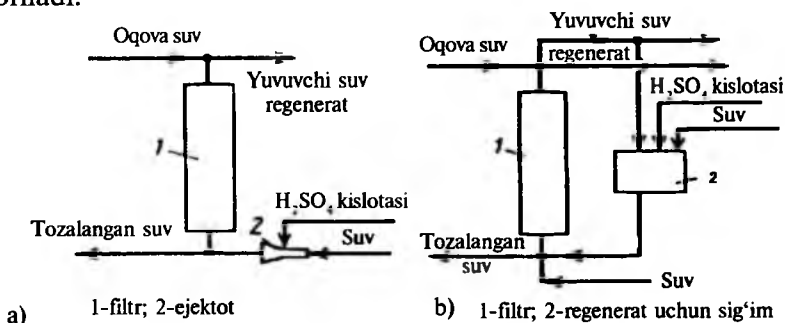 Oqova suv
Yuvuvchi suv
regenerat
1
H₂SO₄ kislotasi
2
Tozalangan suv
Suv
a)
1-filtr; 2-ejektot
Yuvuvchi suv
Oqova suv
regenerat
H₂SO₄ kislotasi
Suv
1
2
Tozalangan
suv
Suv
b)
1-filtr; 2-regenerat uchun sig‘im